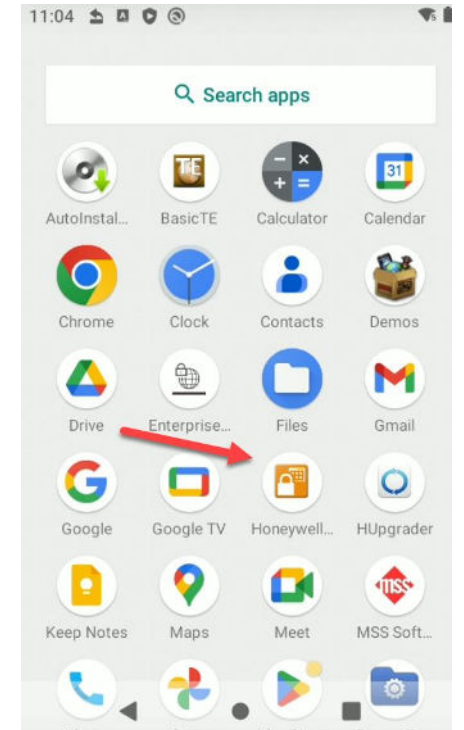 11:04
Search apps
31
TE
AutoInstal... BasicTE Calculator Calendar
Chrome Clock Contacts Demos
Drive Enterprise... Files Gmail
Google Google TV Honeywell... HUpgrader
mss
Keep Notes Maps Meet MSS Soft...